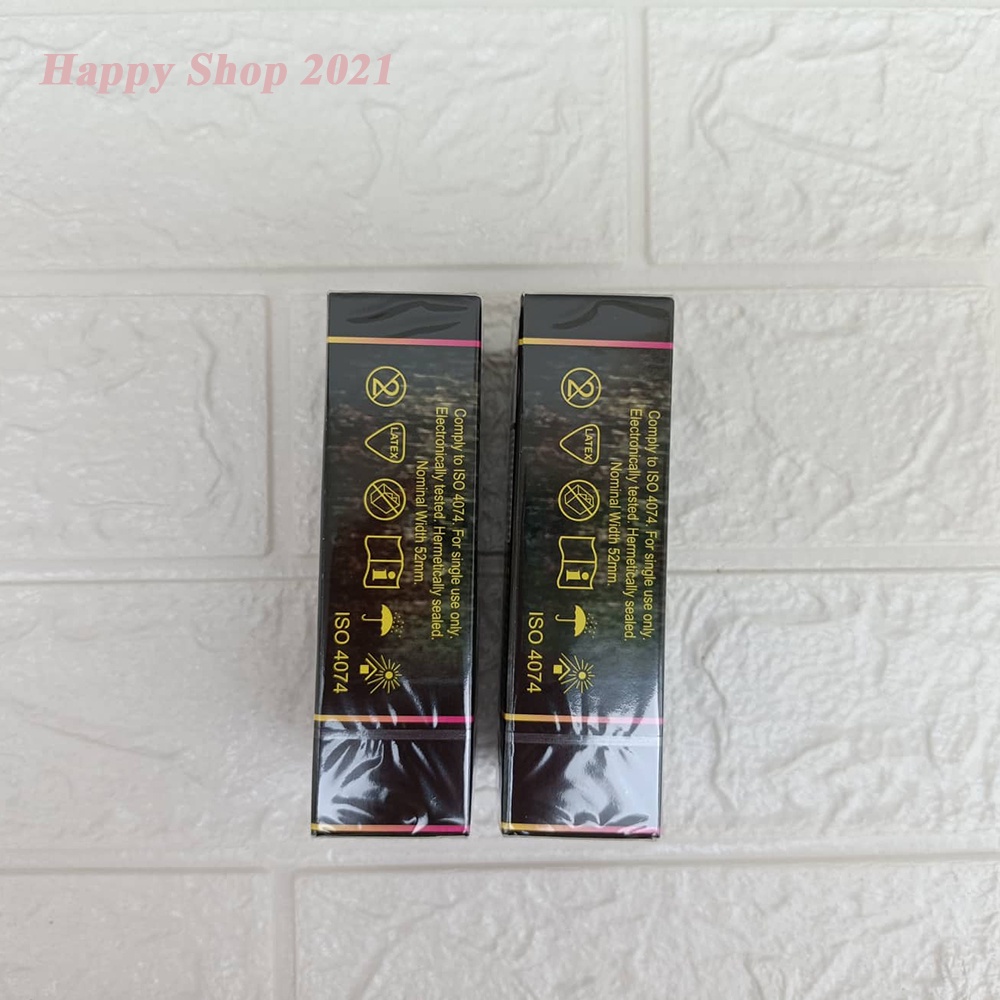 Happy Shop 2021
Comply to ISO 4074. For single use only.
Electronically tested. Hermetically sealed.
Nominal Width 52mm.
2
LATEX
i
ISO 4074
Comply to ISO 4074. For single use only.
Electronically tested. Hermetically sealed.
Nominal Width 52mm.
2
LATEX
i
ISO 4074